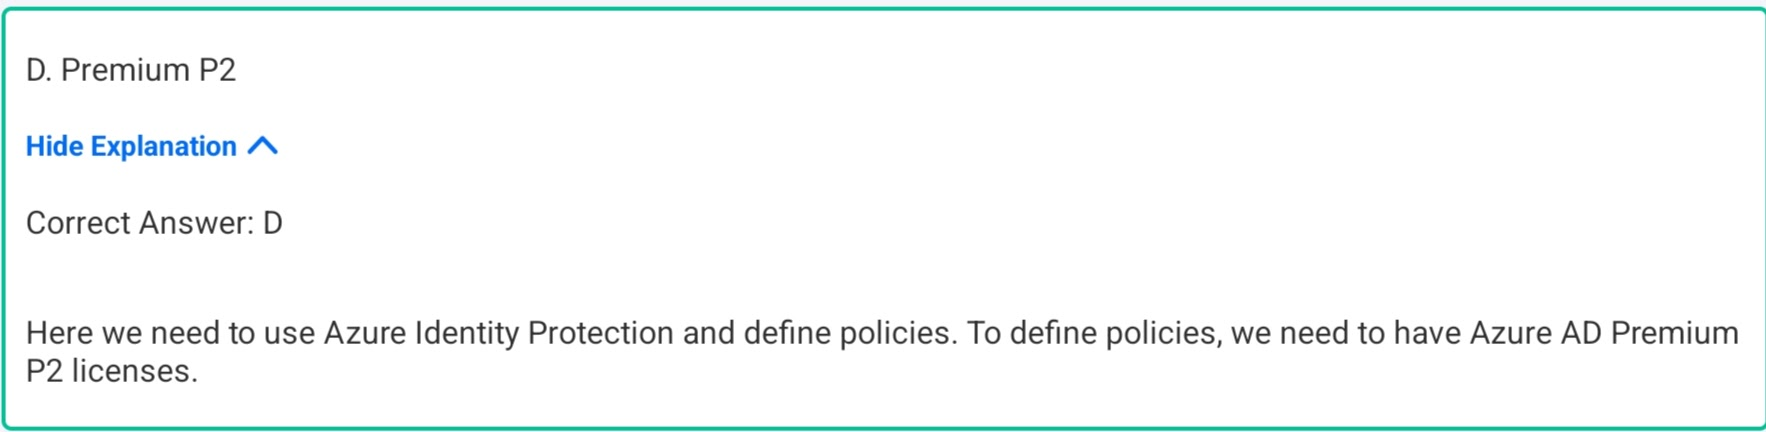 D. Premium P2
Hide Explanation
Correct Answer: D
Here we need to use Azure Identity Protection and define policies. To define policies, we need to have Azure AD Premium
P2 licenses.